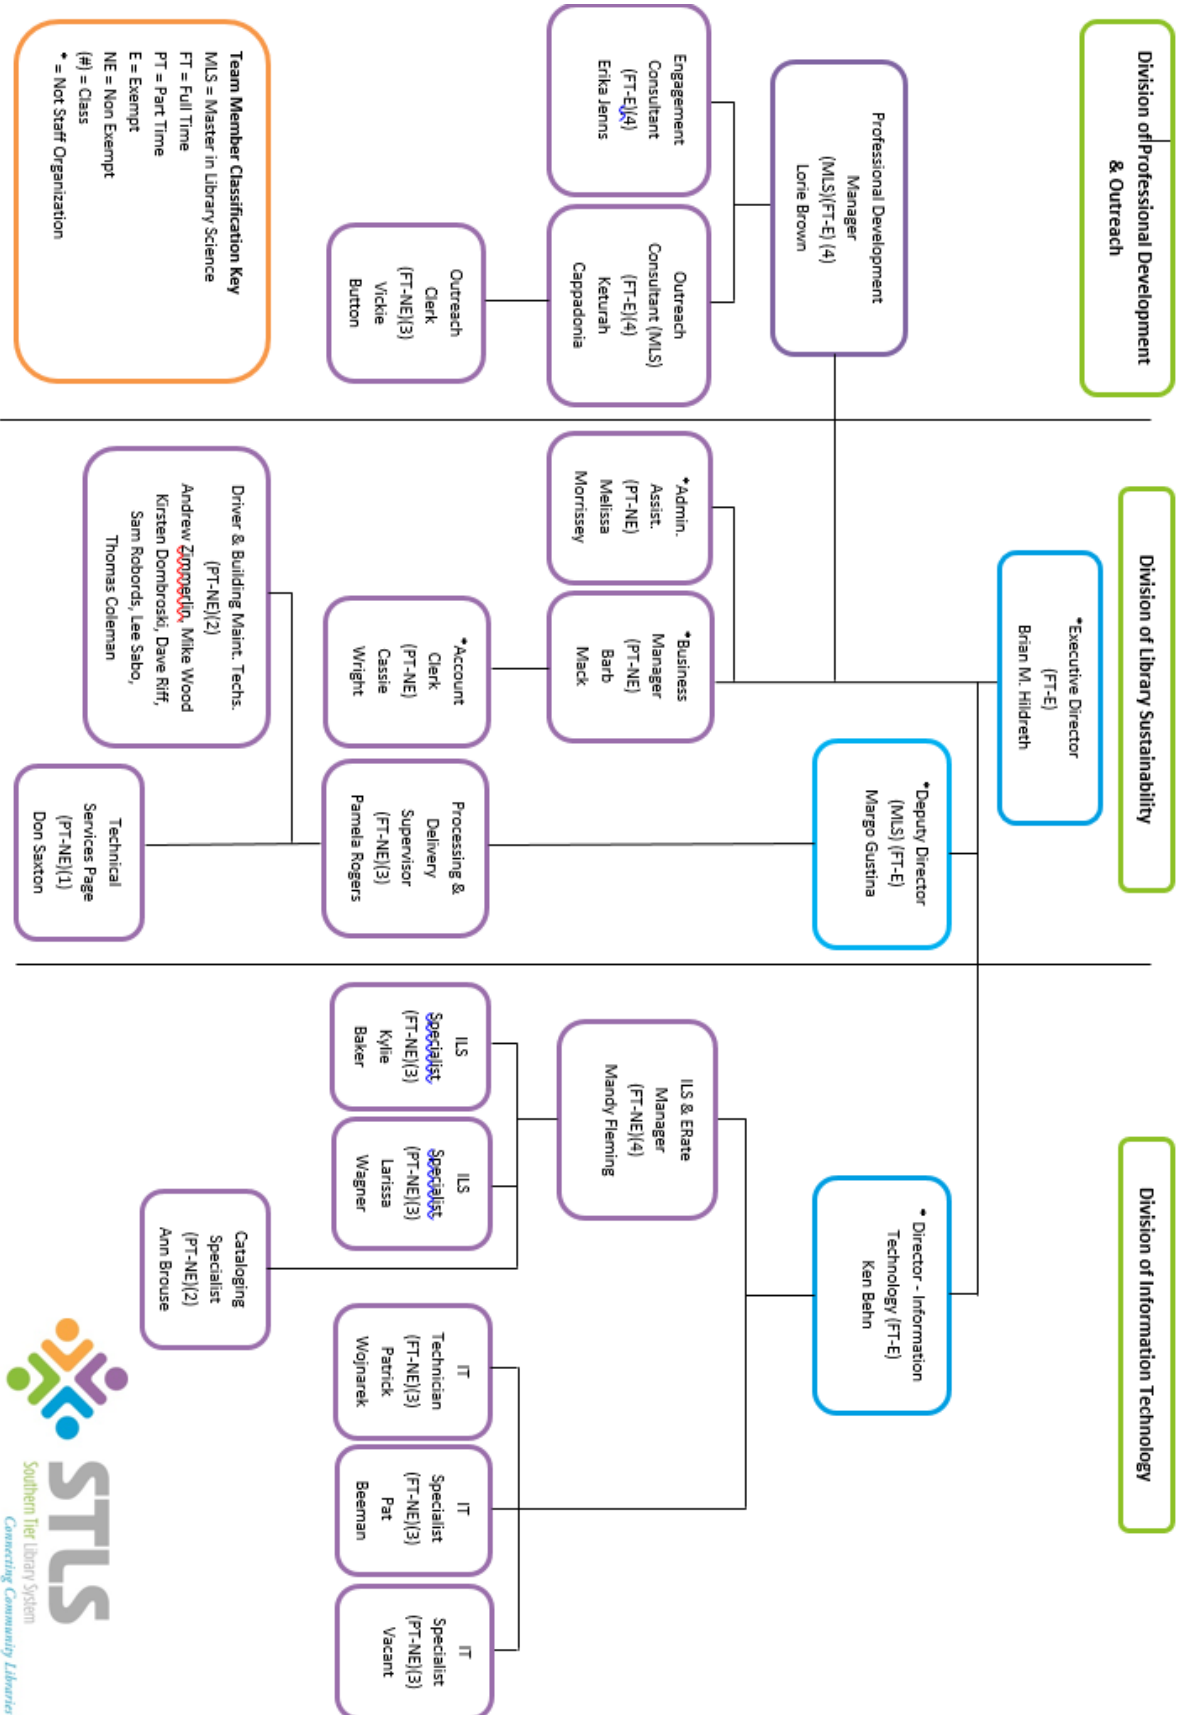 Division of Professional Development
& Outreach
Division of Library Sustainability
Division of Information Technology
*Executive Director
(FT-E)
Brian M. Hildreth
Professional Development
Manager
(MLS)(FT-E) (4)
Lorie Brown
*Deputy Director
(MLS) (FT-E)
Margo Gustina
* Director - Information
Technology (FT-E)
Ken Behn
Engagement
Consultant
(FT-E)(4)
Erika Jenns
Outreach
Consultant (MLS)
(FT-E)(4)
Keturah
Cappadonia
*Admin.
Assist.
(PT-NE)
Melissa
Morrissey
*Business
Manager
(PT-NE)
Barb
Mack
ILS & ERate
Manager
(FT-NE)(4)
Mandy Fleming
Outreach
Clerk
(FT-NE)(3)
Vickie
Button
*Account
Clerk
(PT-NE)
Cassie
Wright
Processing &
Delivery
Supervisor
(FT-NE)(3)
Pamela Rogers
ILS
Specialist
(FT-NE)(3)
Kylie
Baker
ILS
Specialist
(PT-NE)(3)
Larissa
Wagner
IT
Technician
(FT-NE)(3)
Patrick
Wojnarek
IT
Specialist
(FT-NE)(3)
Pat
Beeman
IT
Specialist
(PT-NE)(3)
Vacant
Team Member Classification Key
MLS = Master in Library Science
FT = Full Time
PT = Part Time
E = Exempt
NE = Non Exempt
(#) = Class
* = Not Staff Organization
Driver & Building Maint. Techs.
(PT-NE)(2)
Andrew Zimmerlin, Mike Wood
Kirsten Dombroski, Dave Riff,
Sam Robords, Lee Sabo,
Thomas Coleman
Technical
Services Page
(PT-NE)(1)
Don Saxton
Cataloging
Specialist
(PT-NE)(2)
Ann Brouse
STLS
Southern Tier Library System
Connecting Community Libraries